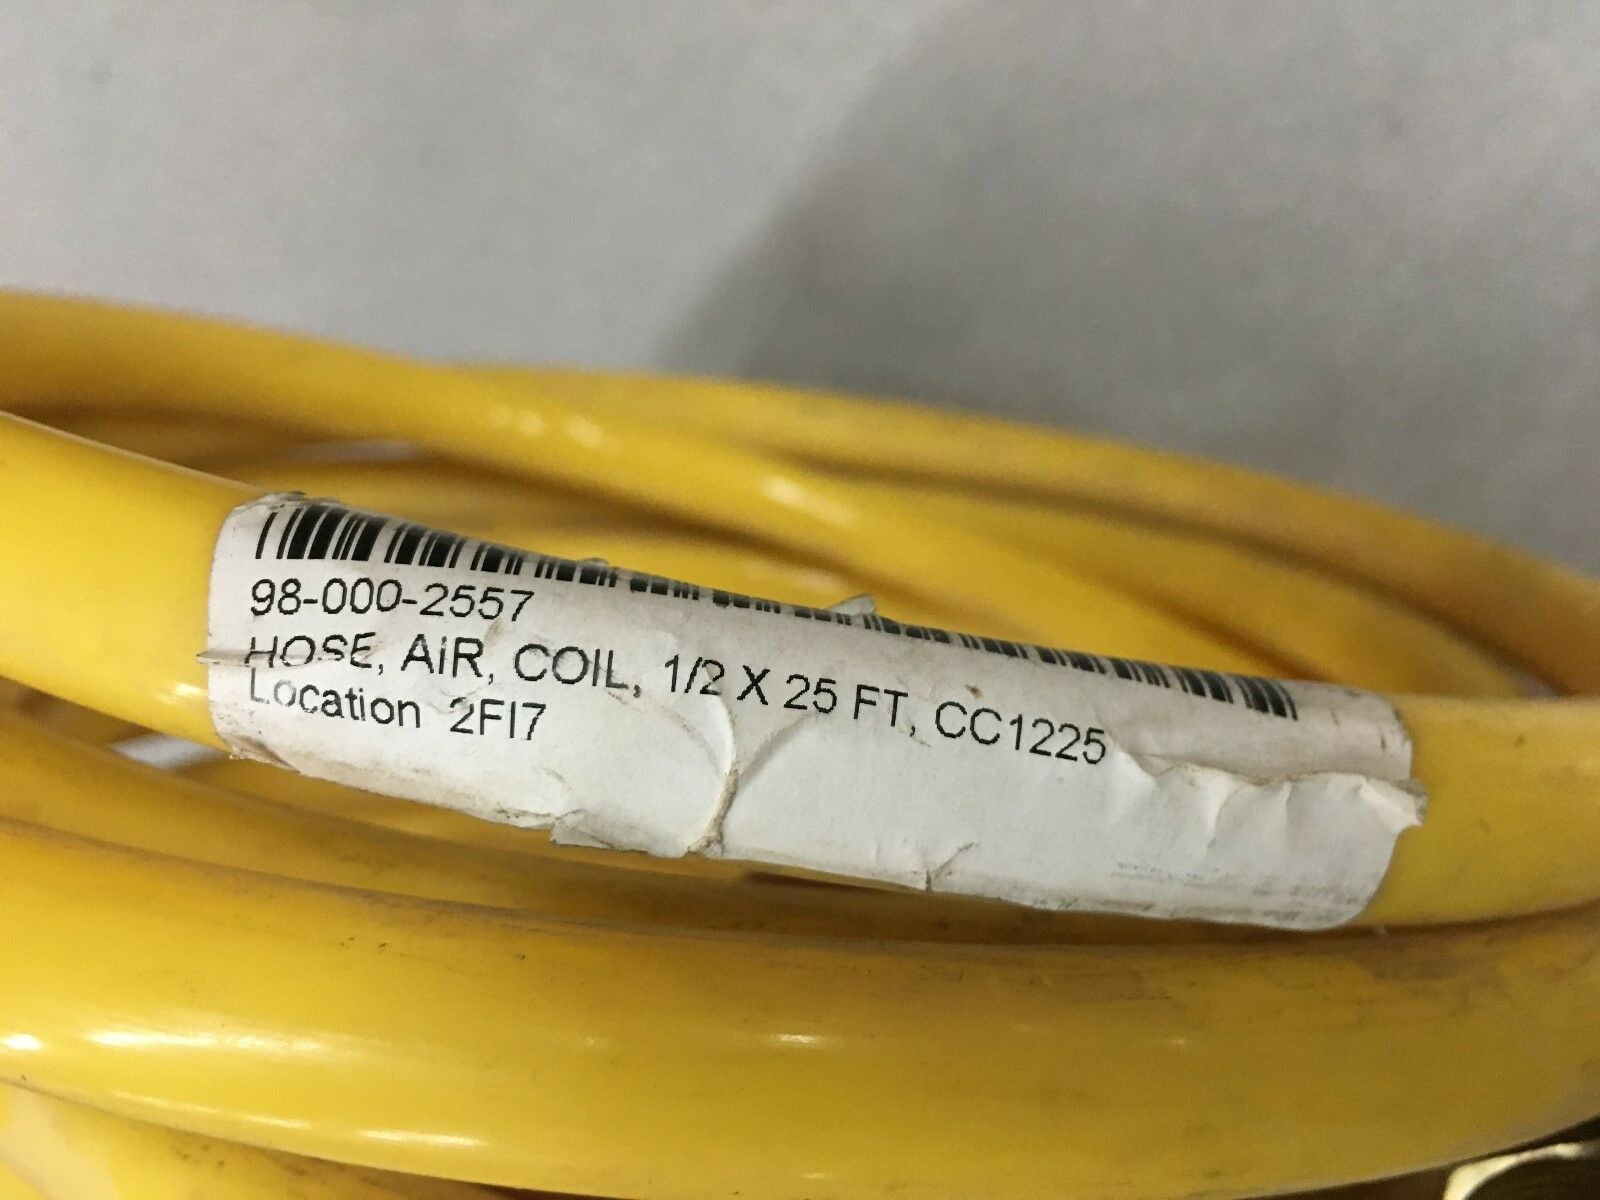 98-000-2557
HOSE, AIR, COIL, 1/2 X 25 FT, CC1225
Location 2FI7